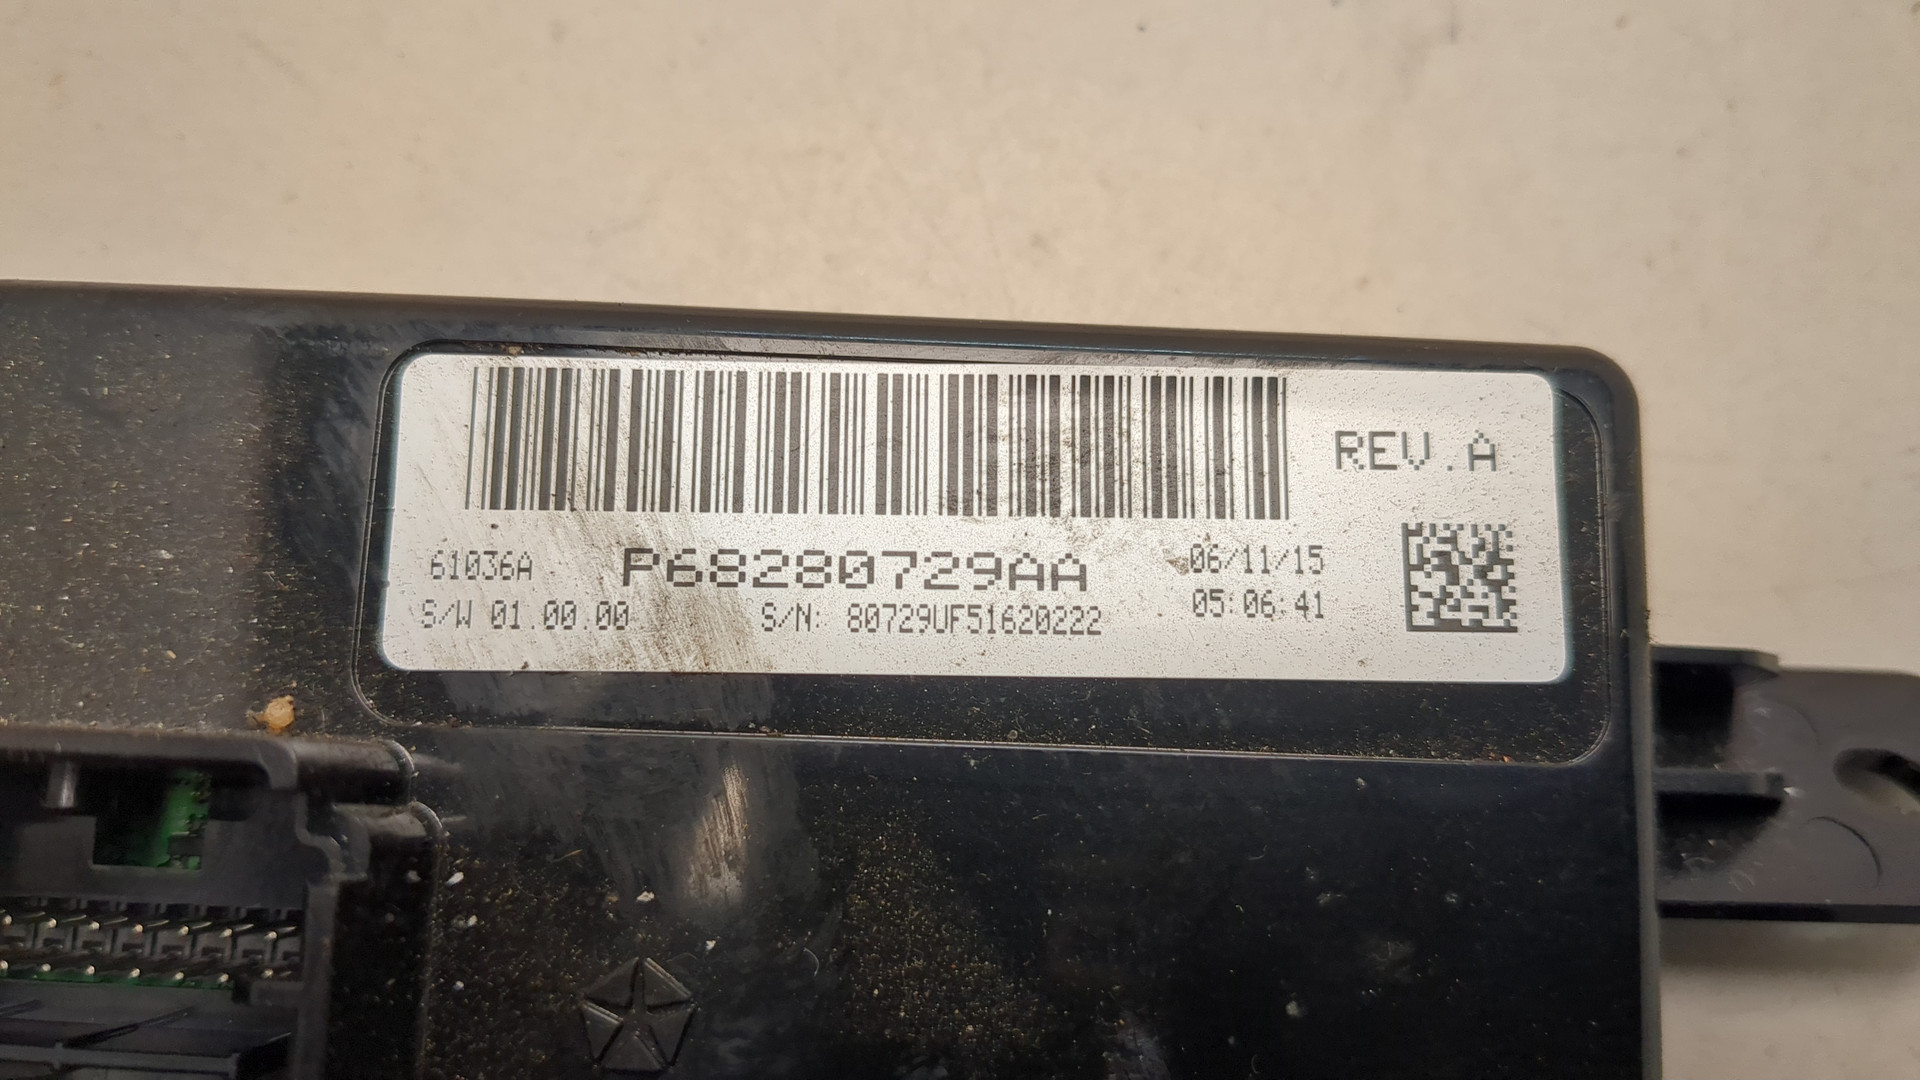 REV.A
61036A P68280729AA 06/11/15
S/W 01.00.00 S/N: 80729UF51620222 05:06:41